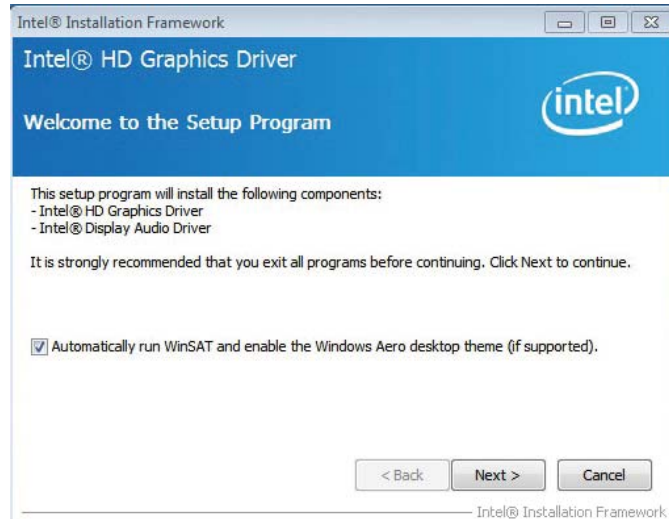 Intel® Installation Framework
Intel® HD Graphics Driver
intel
Welcome to the Setup Program
This setup program will install the following components:
- Intel® HD Graphics Driver
- Intel® Display Audio Driver
It is strongly recommended that you exit all programs before continuing. Click Next to continue.
Automatically run WinSAT and enable the Windows Aero desktop theme (if supported).
< Back Next > Cancel
Intel® Installation Framework